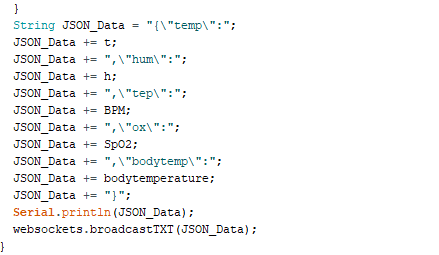 }
String JSON_Data = "{\"temp\":";
JSON_Data += t;
JSON_Data += ",\"hum\":";
JSON_Data += h;
JSON_Data += ",\"tep\":";
JSON_Data += BPM;
JSON_Data += ",\"ox\":";
JSON_Data += SpO2;
JSON_Data += ",\"bodytemp\":";
JSON_Data += bodytemperature;
JSON_Data += "}";
Serial.println(JSON_Data);
websockets.broadcastTXT(JSON_Data);
}